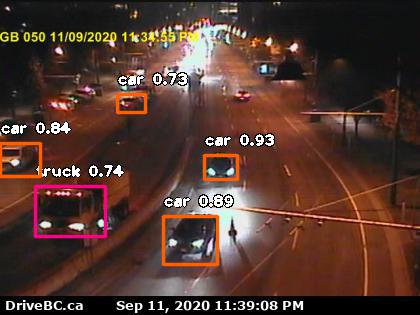 GB 050 11/09/2020 11:34:55 PM
car 0.73
car 0.84
car 0.93
truck 0.74
car 0.89
DriveBC.ca Sep 11, 2020 11:39:08 PM